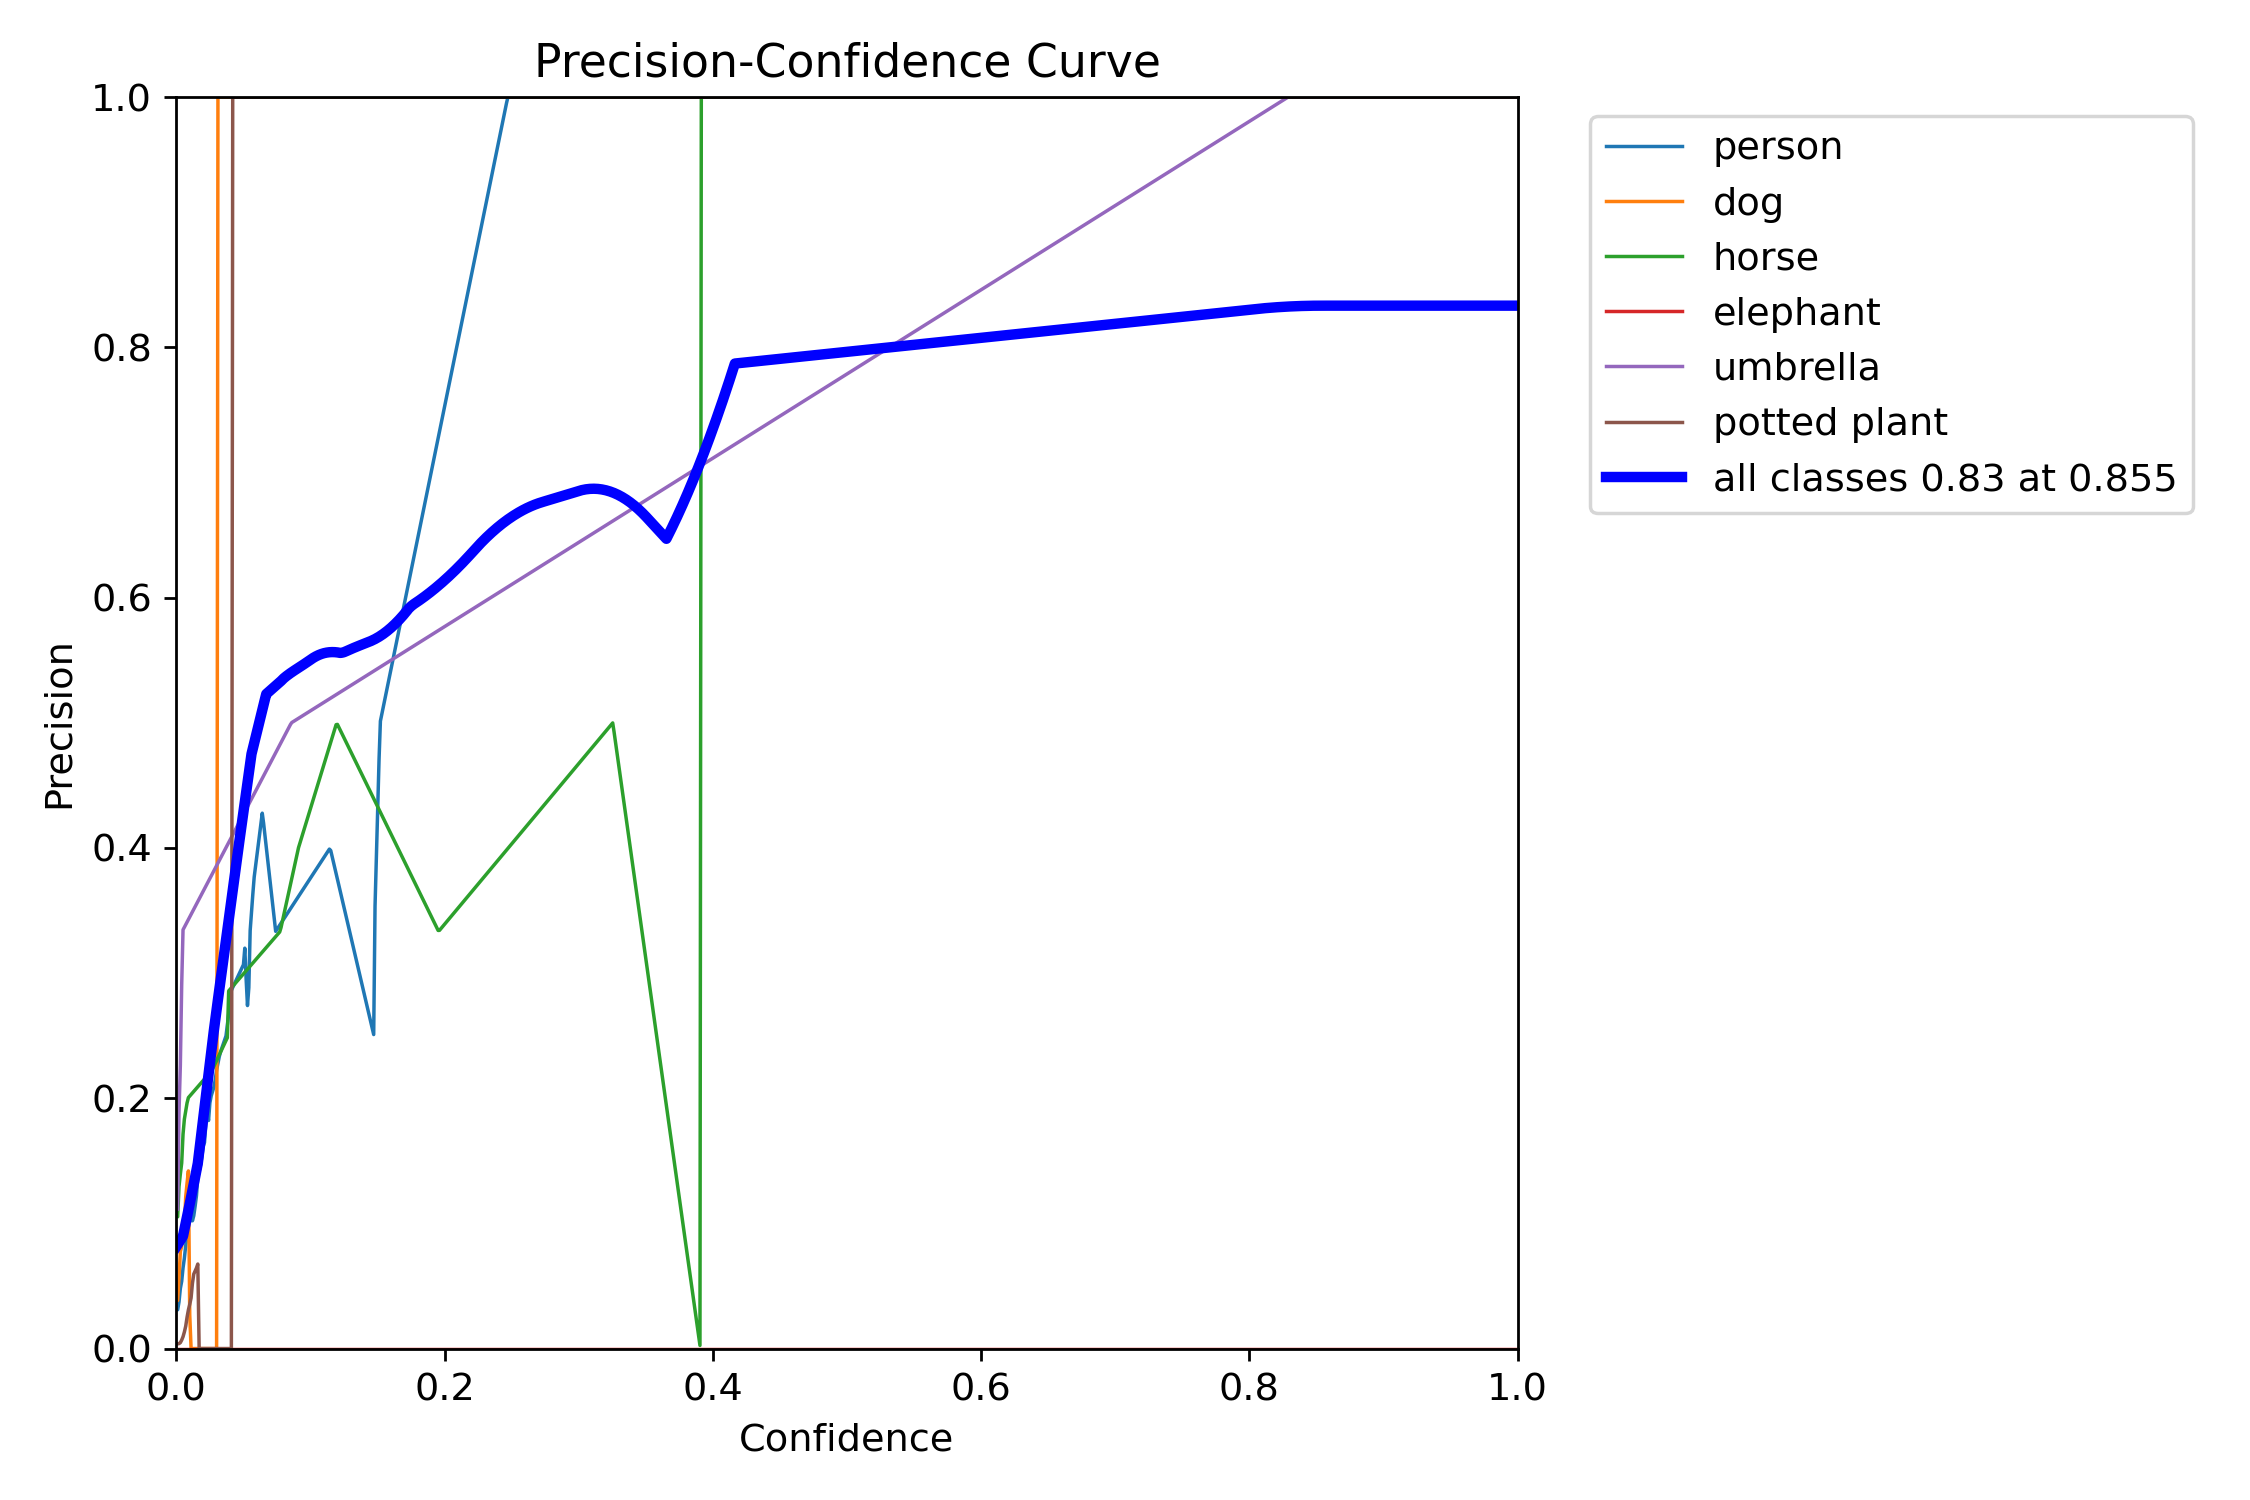 Precision-Confidence Curve
1.0
0.8
0.6
0.4
0.2
0.0
Precision
0.0 0.2 0.4 0.6 0.8 1.0
Confidence
person
dog
horse
elephant
umbrella
potted plant
all classes 0.83 at 0.855